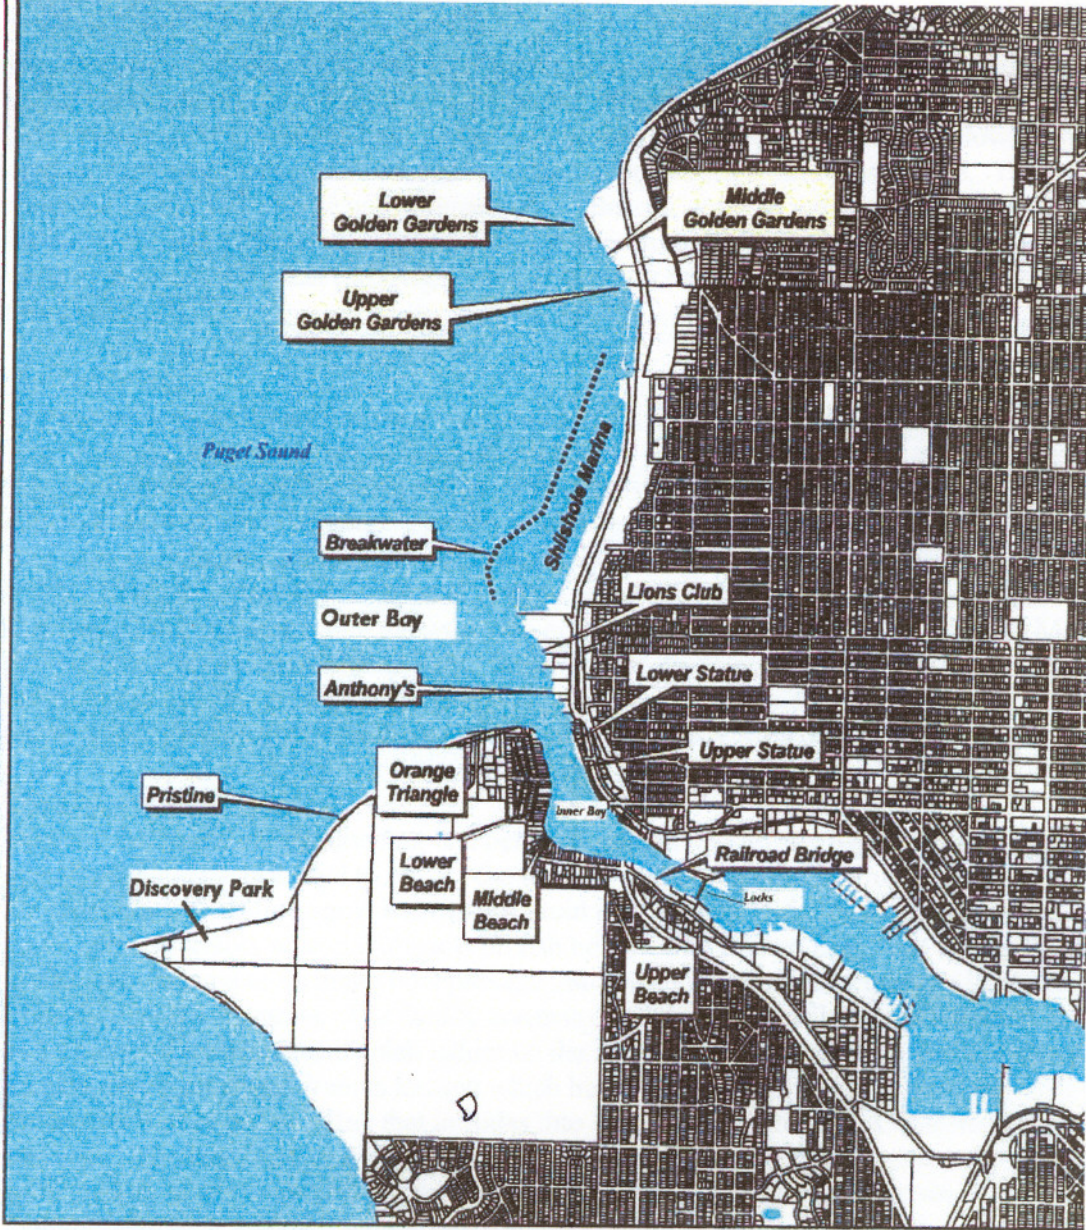 Lower
Golden Gardens
Middle
Golden Gardens
Upper
Golden Gardens
Puget Sound
Shilshole Marina
Breakwater
Lions Club
Outer Bay
Lower Statue
Anthony's
Upper Statue
Orange
Triangle
Pristine
Inner Bay
Railroad Bridge
Lower
Beach
Discovery Park
Middle
Beach
Locks
Upper
Beach